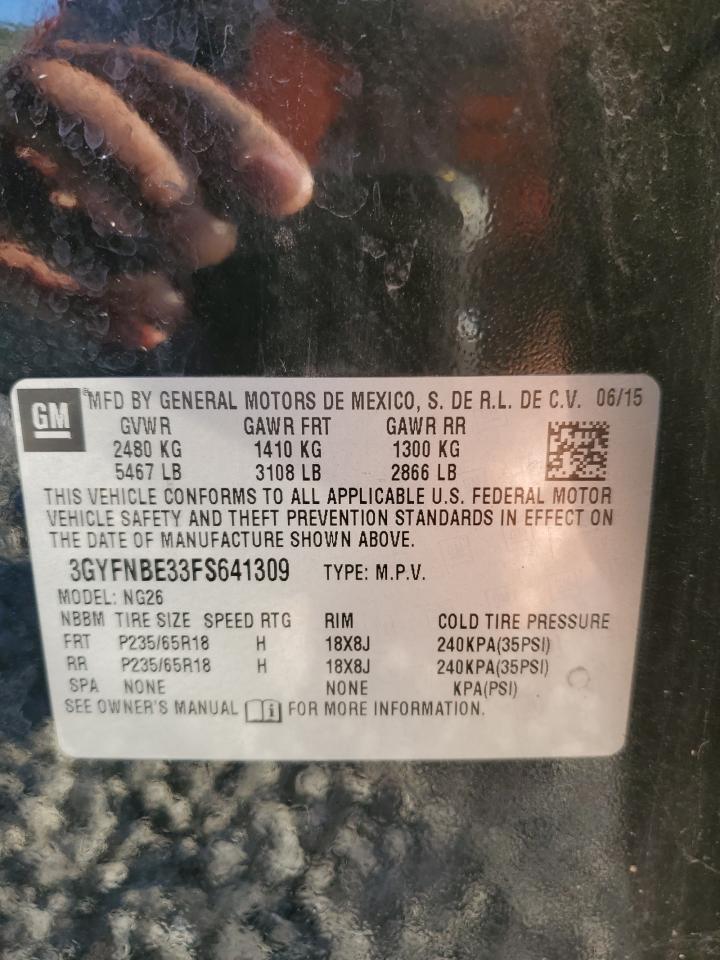 GM
MFD BY GENERAL MOTORS DE MEXICO, S. DE R.L. DE C.V. 06/15
GVWR GAWR FRT GAWR RR
2480 KG 1410 KG 1300 KG
5467 LB 3108 LB 2866 LB
THIS VEHICLE CONFORMS TO ALL APPLICABLE U.S. FEDERAL MOTOR
VEHICLE SAFETY AND THEFT PREVENTION STANDARDS IN EFFECT ON
THE DATE OF MANUFACTURE SHOWN ABOVE.
3GYFNBE33FS641309 TYPE: M.P.V.
MODEL: NG26
NBBM TIRE SIZE SPEED RTG RIM COLD TIRE PRESSURE
FRT P235/65R18 H 18X8J 240KPA(35PSI)
RR P235/65R18 H 18X8J 240KPA(35PSI)
SPA NONE NONE KPA(PSI)
SEE OWNER'S MANUAL i FOR MORE INFORMATION.